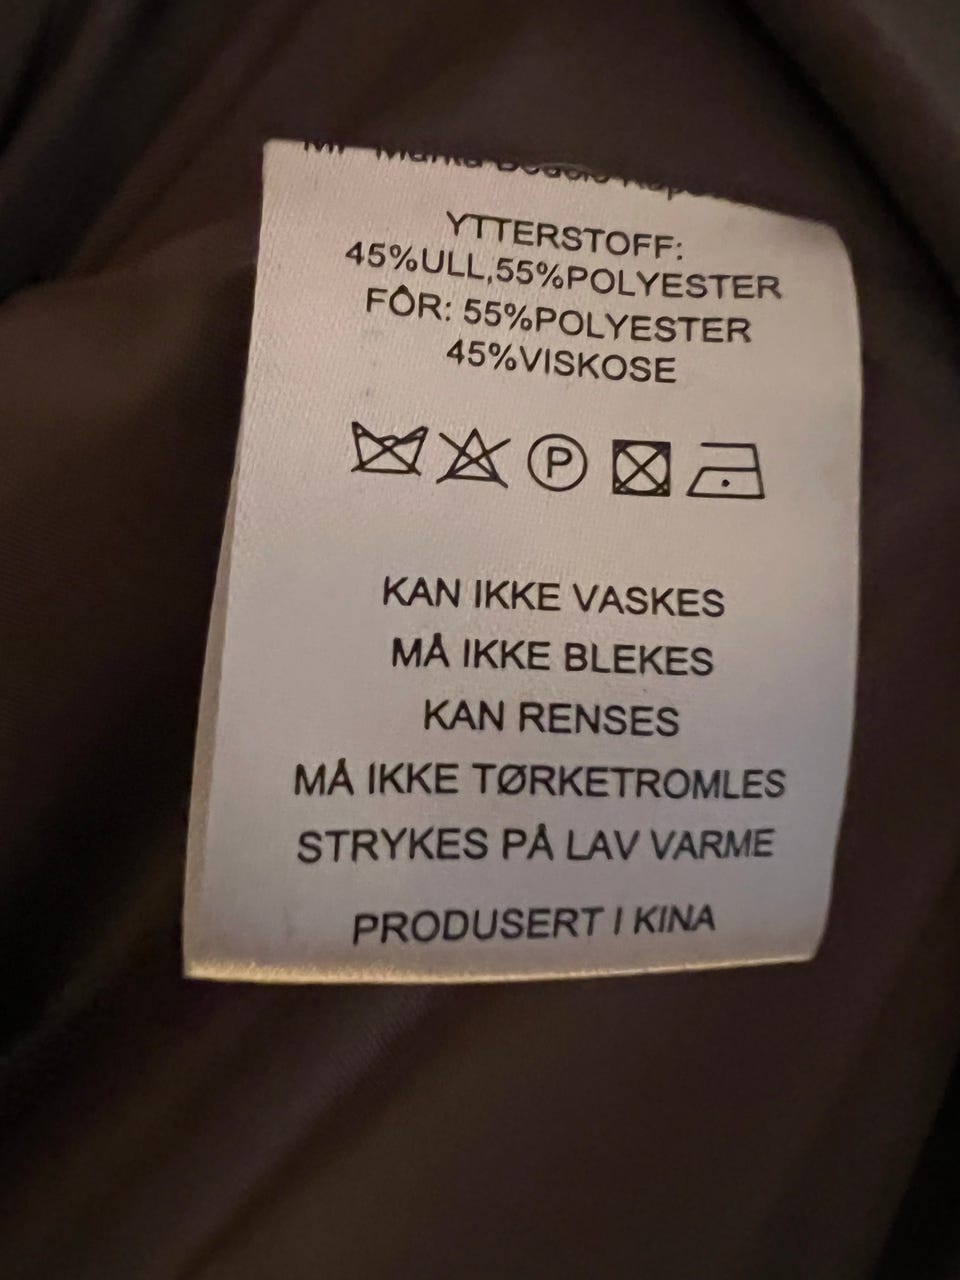 YTTERSTOFF:
45%ULL,55%POLYESTER
FÔR: 55%POLYESTER
45%VISKOSE
P
KAN IKKE VASKES
MÅ IKKE BLEKES
KAN RENSES
MÅ IKKE TØRKETROMLES
STRYKES PÅ LAV VARME
PRODUSERT I KINA